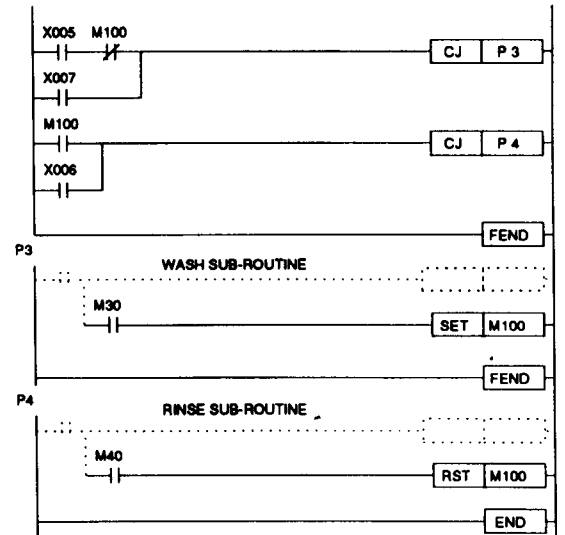 X005 M100
CJ P 3
X007
M100
CJ P 4
X006
FEND
P3
WASH SUB-ROUTINE
M30
SET M100
FEND
P4
RINSE SUB-ROUTINE
M40
RST M100
END